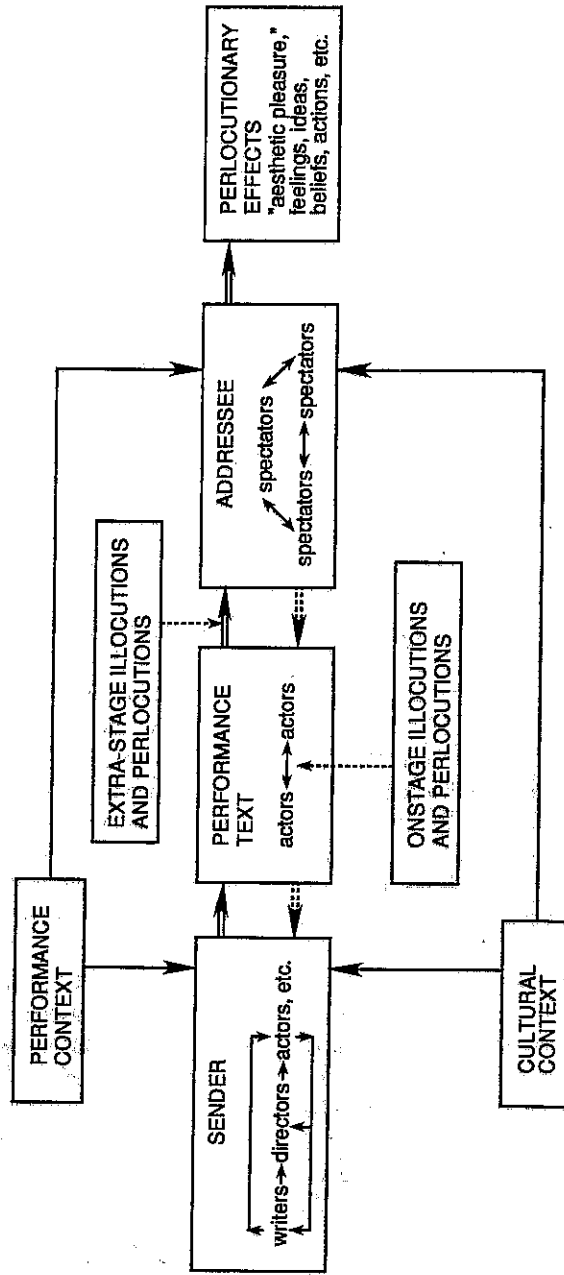 PERFORMANCE
CONTEXT
EXTRA-STAGE ILLOCUTIONS
AND PERLOCUTIONS
SENDER
writers directors actors, etc.
PERFORMANCE
TEXT
actors actors
ADDRESSEE
spectators
spectators spectators
PERLOCUTIONARY
EFFECTS
"aesthetic pleasure,"
feelings, ideas,
beliefs, actions, etc.
CULTURAL
CONTEXT
ONSTAGE ILLOCUTIONS
AND PERLOCUTIONS